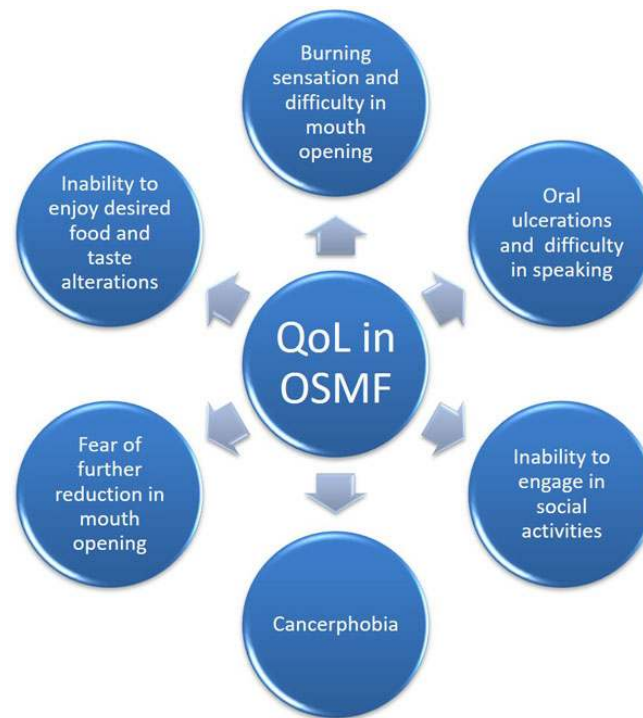 Burning
sensation and
difficulty in
mouth
opening
Oral
ulcerations
and difficulty
in speaking
Inability to
engage in
social
activities
Cancerphobia
Fear of
further
reduction in
mouth
opening
Inability to
enjoy desired
food and
taste
alterations
QoL in
OSMF